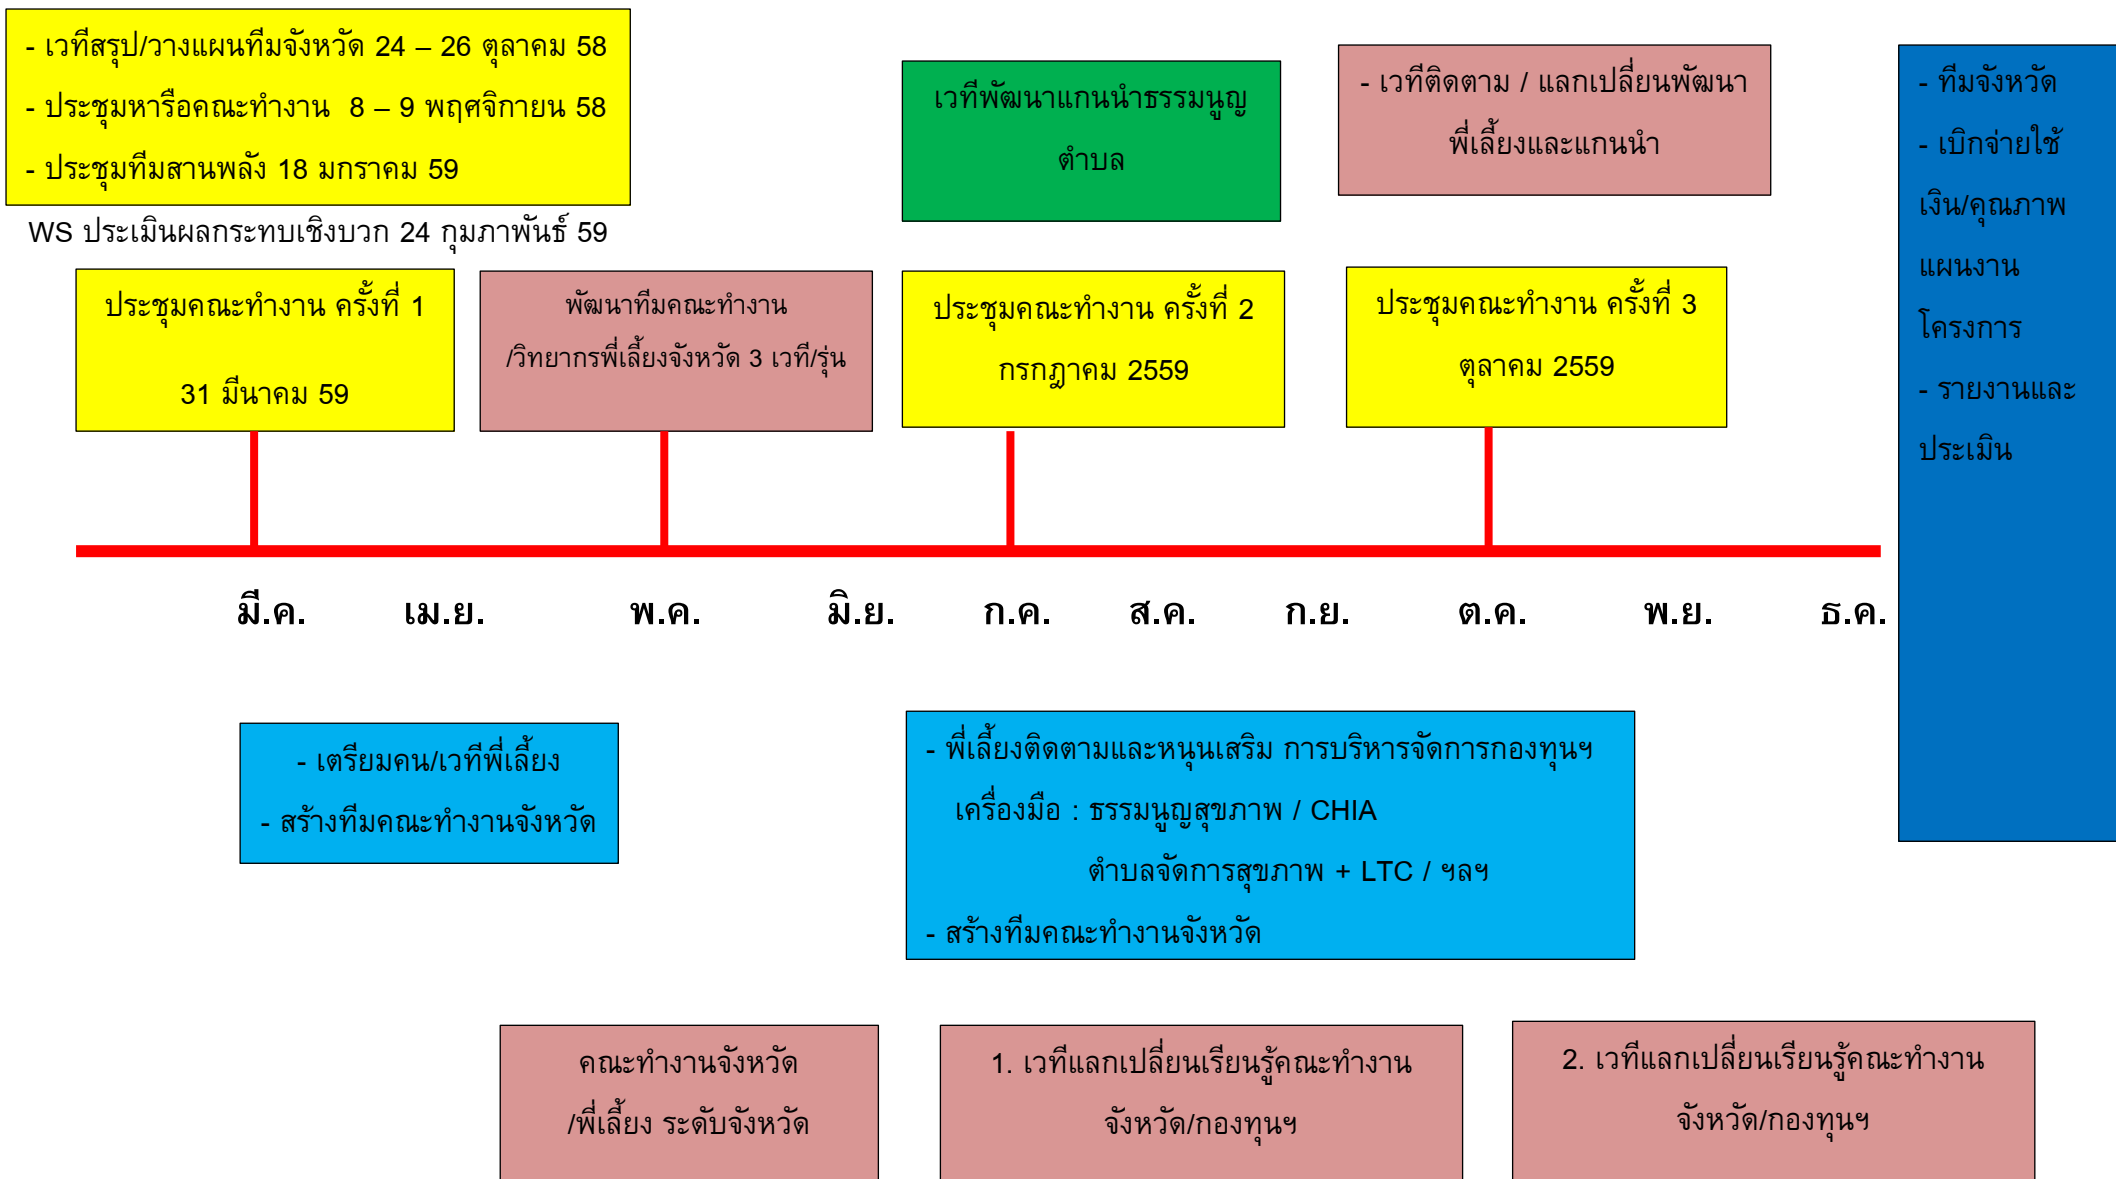 - เวทีสรุป/วางแผนทีมจังหวัด 24 – 26 ตุลาคม 58
- ประชุมหารือคณะทำงาน 8 – 9 พฤศจิกายน 58
- ประชุมทีมสานพลัง 18 มกราคม 59
WS ประเมินผลกระทบเชิงบวก 24 กุมภาพันธ์ 59
เวทีพัฒนาแกนนำธรรมนูญ
ตำบล
- เวทีติดตาม / แลกเปลี่ยนพัฒนา
พี่เลี้ยงและแกนนำ
- ทีมจังหวัด
- เบิกจ่ายใช้
เงิน/คุณภาพ
แผนงาน
โครงการ
- รายงานและ
ประเมิน
ประชุมคณะทำงาน ครั้งที่ 1
31 มีนาคม 59
พัฒนาทีมคณะทำงาน
/วิทยากรพี่เลี้ยงจังหวัด 3 เวที/รุ่น
ประชุมคณะทำงาน ครั้งที่ 2
กรกฎาคม 2559
ประชุมคณะทำงาน ครั้งที่ 3
ตุลาคม 2559
มี.ค. เม.ย. พ.ค. มิ.ย. ก.ค. ส.ค. ก.ย. ต.ค. พ.ย. ธ.ค.
- เตรียมคน/เวทีพี่เลี้ยง
- สร้างทีมคณะทำงานจังหวัด
- พี่เลี้ยงติดตามและหนุนเสริม การบริหารจัดการกองทุนฯ
เครื่องมือ : ธรรมนูญสุขภาพ / CHIA
ตำบลจัดการสุขภาพ + LTC / ฯลฯ
- สร้างทีมคณะทำงานจังหวัด
คณะทำงานจังหวัด
/พี่เลี้ยง ระดับจังหวัด
1. เวทีแลกเปลี่ยนเรียนรู้คณะทำงาน
จังหวัด/กองทุนฯ
2. เวทีแลกเปลี่ยนเรียนรู้คณะทำงาน
จังหวัด/กองทุนฯ